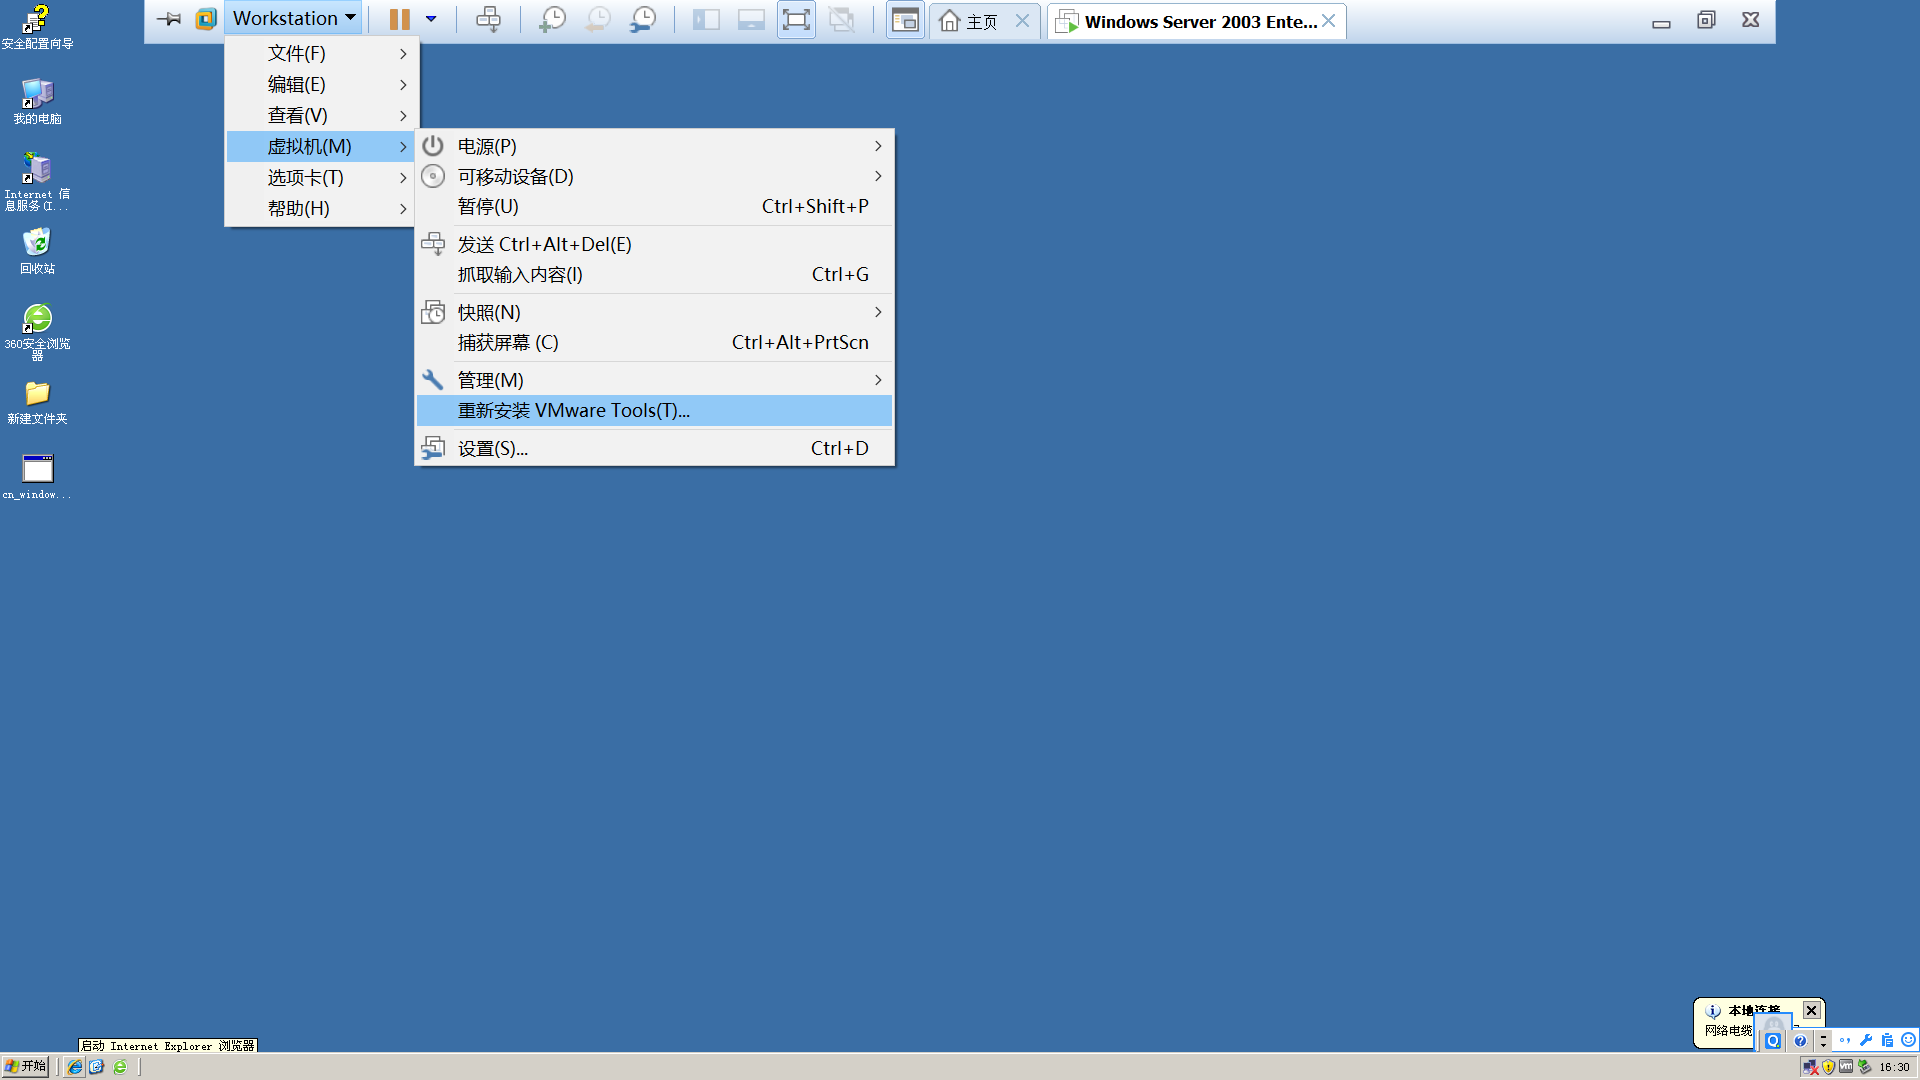 Workstation
主页
Windows Server 2003 Ente...
文件(F)
编辑(E)
查看(V)
虚拟机(M)
选项卡(T)
帮助(H)
电源(P)
可移动设备(D)
暂停(U) Ctrl+Shift+P
发送 Ctrl+Alt+Del(E)
抓取输入内容(I) Ctrl+G
快照(N)
捕获屏幕 (C) Ctrl+Alt+PrtScn
管理(M)
重新安装 VMware Tools(T)...
设置(S)... Ctrl+D
安全配置向导
我的电脑
Internet 信
息服务(I...
回收站
360安全浏览
器
新建文件夹
cn_window...
本地连接
网络电缆
启动 Internet Explorer 浏览器
开始
16:30